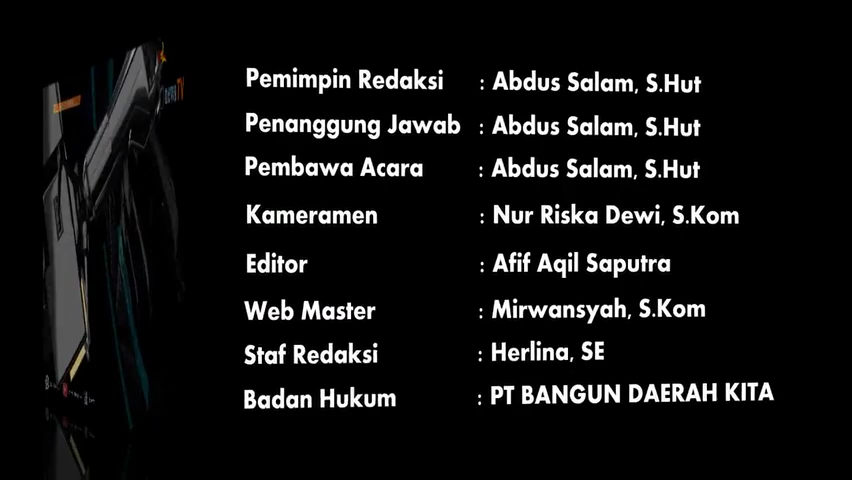 Pemimpin Redaksi : Abdus Salam, S.Hut
Penanggung Jawab : Abdus Salam, S.Hut
Pembawa Acara : Abdus Salam, S.Hut
Kameramen : Nur Riska Dewi, S.Kom
Editor : Afif Aqil Saputra
Web Master : Mirwansyah, S.Kom
Staf Redaksi : Herlina, SE
Badan Hukum : PT BANGUN DAERAH KITA